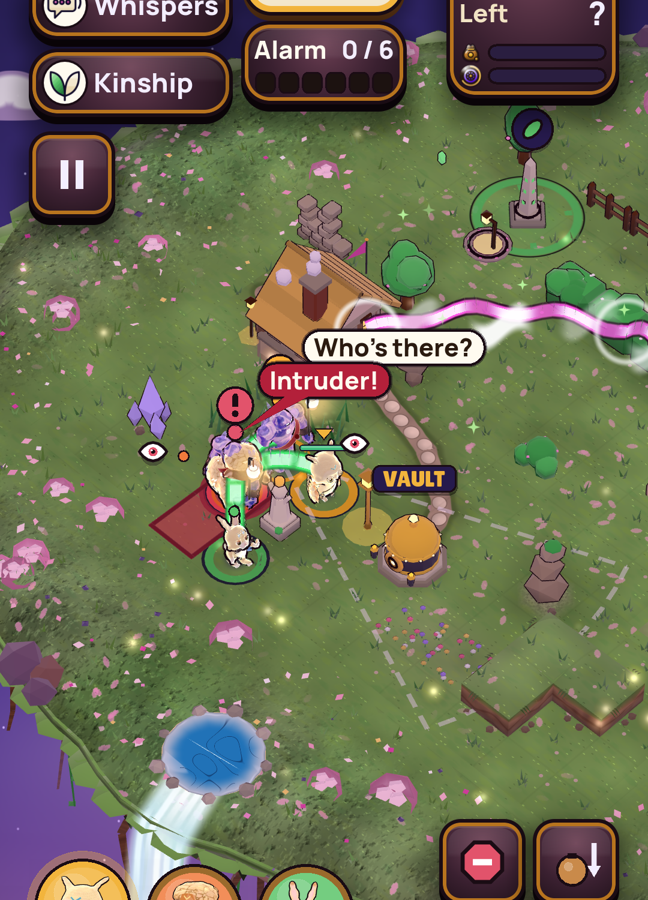 Whispers
Left ?
Alarm 0/6
Kinship
Who's there?
Intruder!
VAULT